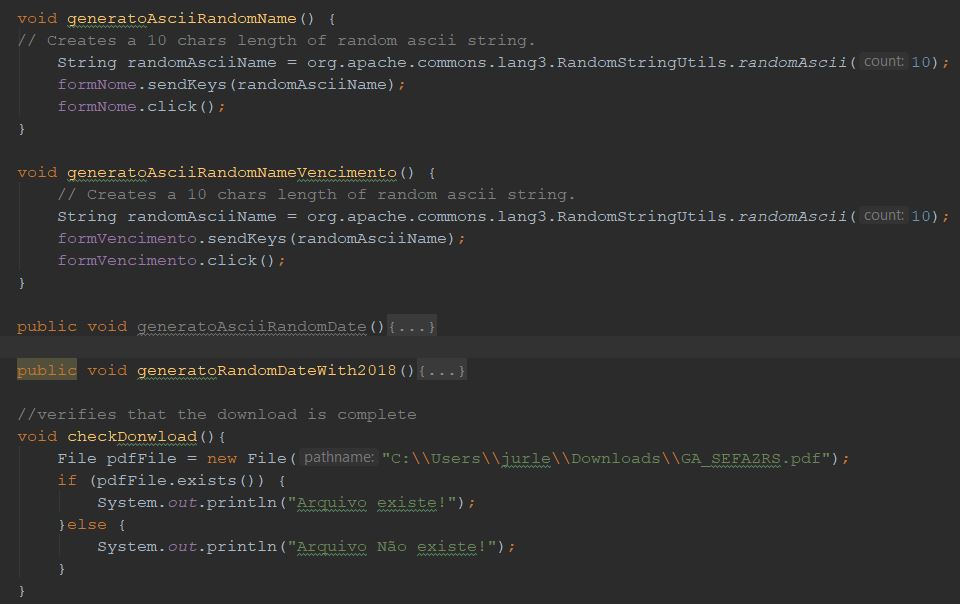 void generatoAsciiRandomName() {
// Creates a 10 chars length of random ascii string.
String randomAsciiName = org.apache.commons.lang3.RandomStringUtils.randomAscii( count: 10);
formNome.sendKeys(randomAsciiName);
formNome.click();
}
void generatoAsciiRandomNameVencimento() {
// Creates a 10 chars length of random ascii string.
String randomAsciiName = org.apache.commons.lang3.RandomStringUtils.randomAscii( count: 10);
formVencimento.sendKeys(randomAsciiName);
formVencimento.click();
}
public void generatoAsciiRandomDate(){...}
public void generatoRandomDateWith2018(){...}
//verifies that the download is complete
void checkDonwload(){
File pdfFile = new File( pathname: "C:\\Users\\jurle\\Downloads\\GA_SEFAZRS.pdf");
if (pdfFile.exists()) {
System.out.println("Arquivo existe!");
}else {
System.out.println("Arquivo Não existe!");
}
}